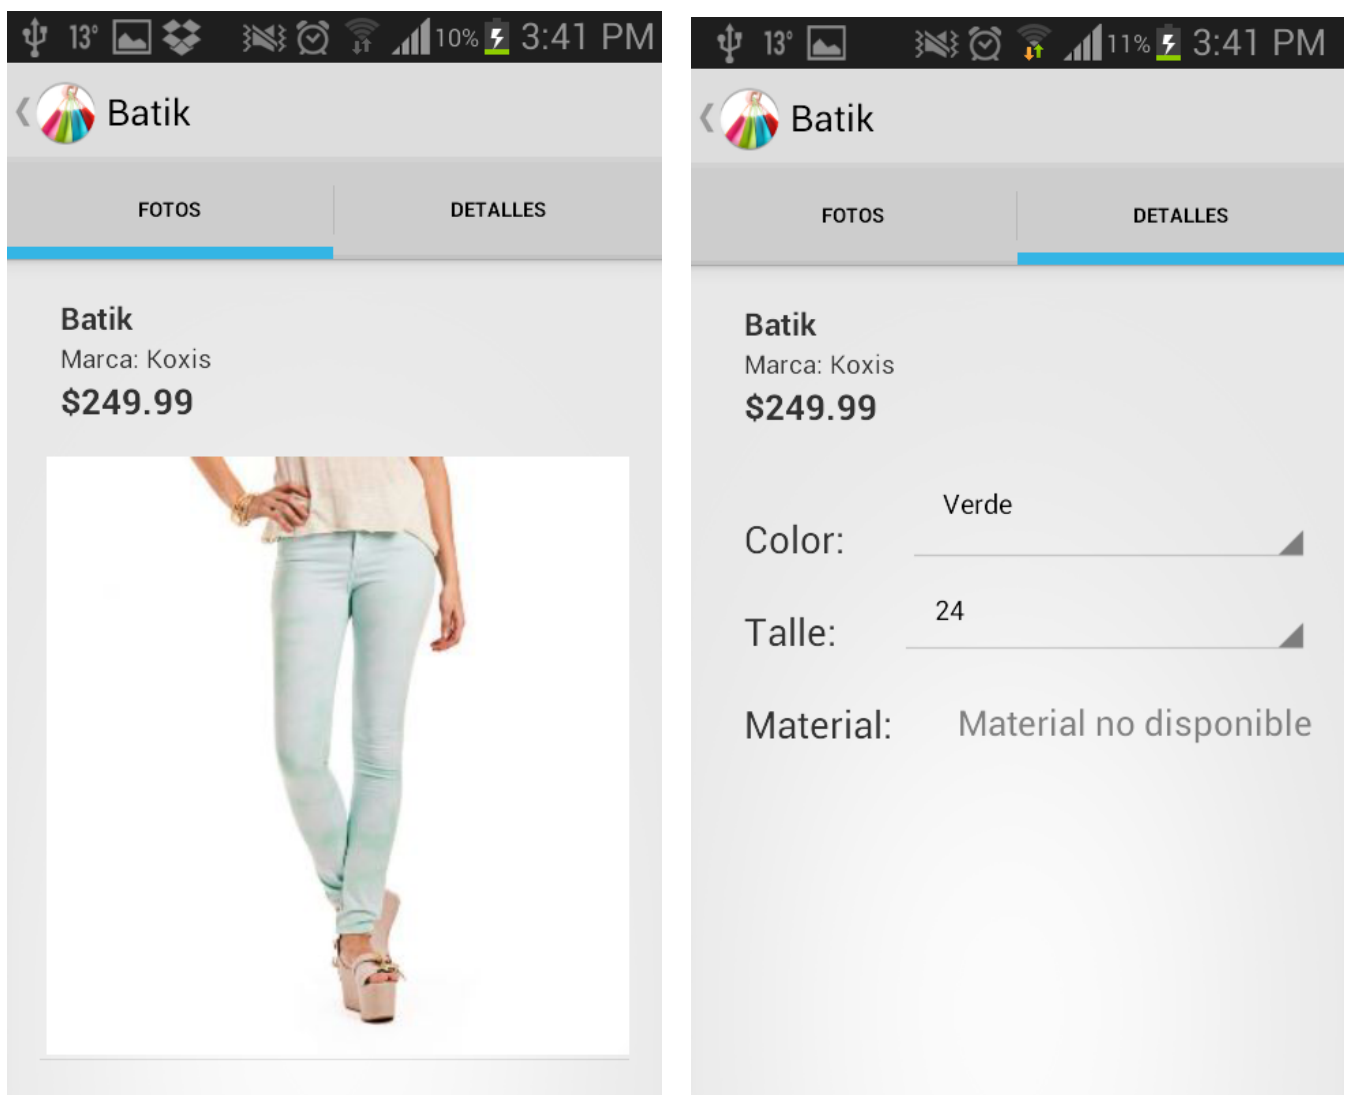 13° 10% 3:41 PM
Batik
FOTOS DETALLES
Batik
Marca: Koxis
$249.99
13° 11% 3:41 PM
Batik
FOTOS DETALLES
Batik
Marca: Koxis
$249.99
Color: Verde
Talle: 24
Material: Material no disponible